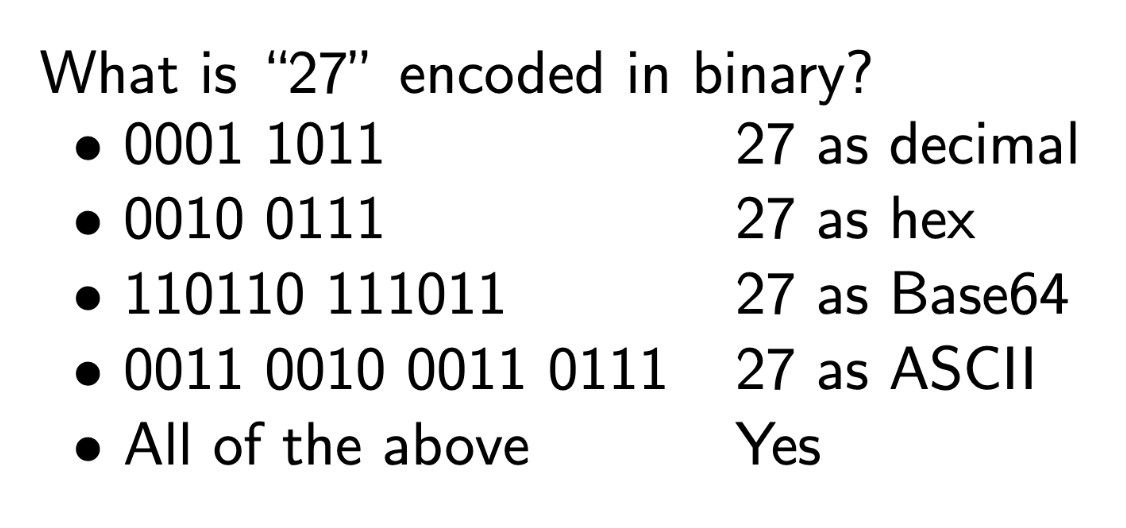 What is “27” encoded in binary?
• 0001 1011 27 as decimal
• 0010 0111 27 as hex
• 110110 111011 27 as Base64
• 0011 0010 0011 0111 27 as ASCII
• All of the above Yes